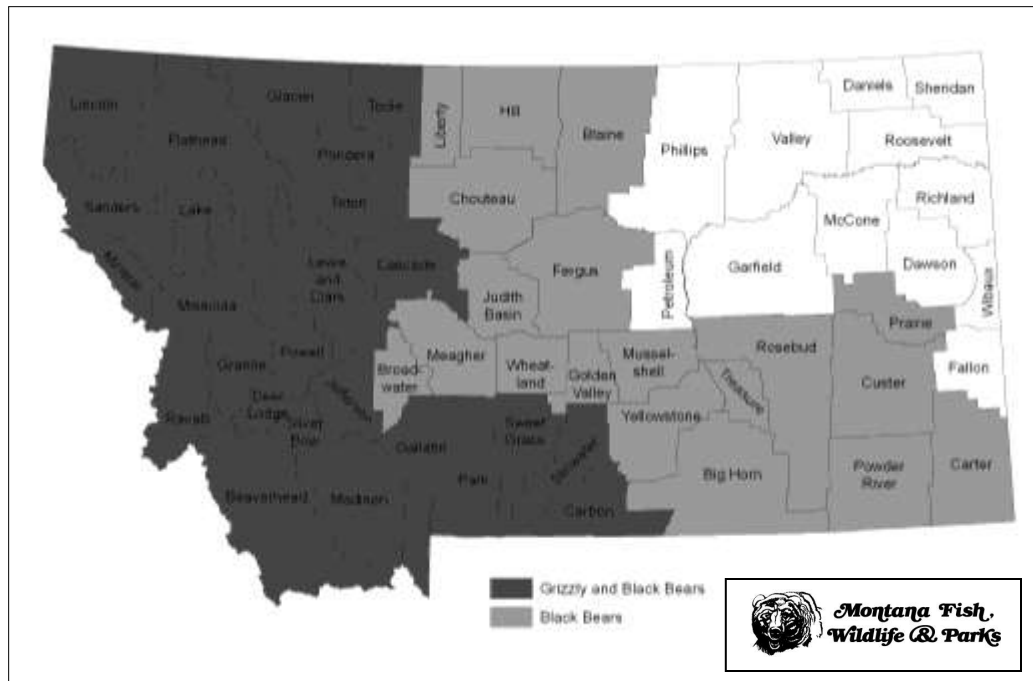 Lincoln
Flathead
Glacier
Toole
Liberty
Hill
Blaine
Phillips
Valley
Daniels
Sheridan
Roosevelt
Pondera
Teton
Chouteau
Richland
McCone
Sanders
Lake
Mineral
Missoula
Lewis
and
Clark
Cascade
Judith
Basin
Fergus
Petroleum
Garfield
Dawson
Wibaux
Prairie
Granite
Powell
Broad-
water
Meagher
Wheat-
land
Golden
Valley
Mussel-
shell
Rosebud
Treasure
Custer
Fallon
Ravalli
Deer
Lodge
Silver
Bow
Jefferson
Gallatin
Sweet
Grass
Stillwater
Yellowstone
Beaverhead
Madison
Park
Carbon
Big Horn
Powder
River
Carter
Grizzly and Black Bears
Black Bears
Montana Fish,
Wildlife & Parks